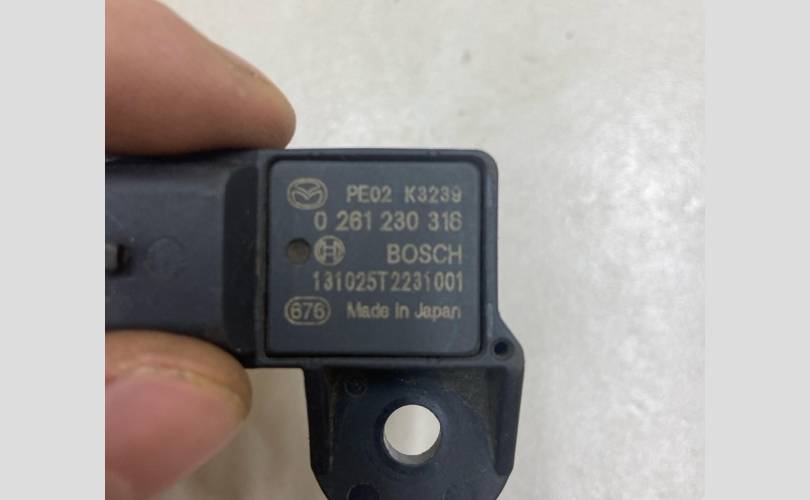 PE02 K3239
0 261 230 316
BOSCH
131025T2231001
676 Made in Japan